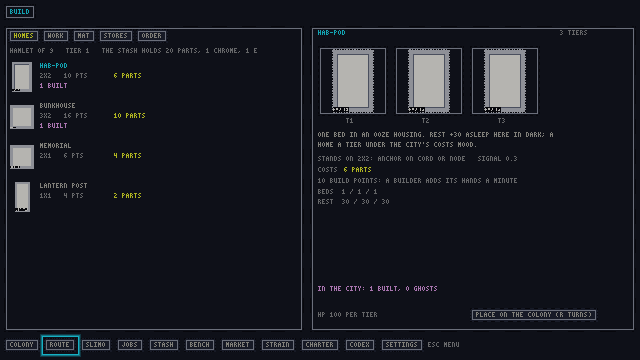 BUILD
HOMES WORK MAT STORES ORDER
HAMLET OF 9 TIER 1 THE STASH HOLDS 20 PARTS, 1 CHROME, 1 E
HAB-POD
2X2 10 PTS 6 PARTS
1 BUILT
BUNKHOUSE
3X2 16 PTS 10 PARTS
1 BUILT
MEMORIAL
2X1 6 PTS 4 PARTS
LANTERN POST
1X1 4 PTS 2 PARTS
HAB-POD 3 TIERS
T1 T2 T3
ONE BED IN AN OOZE HOUSING. REST +30 ASLEEP HERE IN DARK; A
HOME A TIER UNDER THE CITY'S COSTS MOOD.
STANDS ON 2X2: ANCHOR ON CORD OR NODE SIGNAL 0.3
COSTS 6 PARTS
10 BUILD POINTS: A BUILDER ADDS ITS HANDS A MINUTE
BEDS 1 / 1 / 1
REST 30 / 30 / 30
IN THE CITY: 1 BUILT, 0 GHOSTS
HP 100 PER TIER PLACE ON THE COLONY (R TURNS)
COLONY ROUTE SLIMO JOBS STASH BENCH MARKET STRAIN CHARTER CODEX SETTINGS ESC MENU